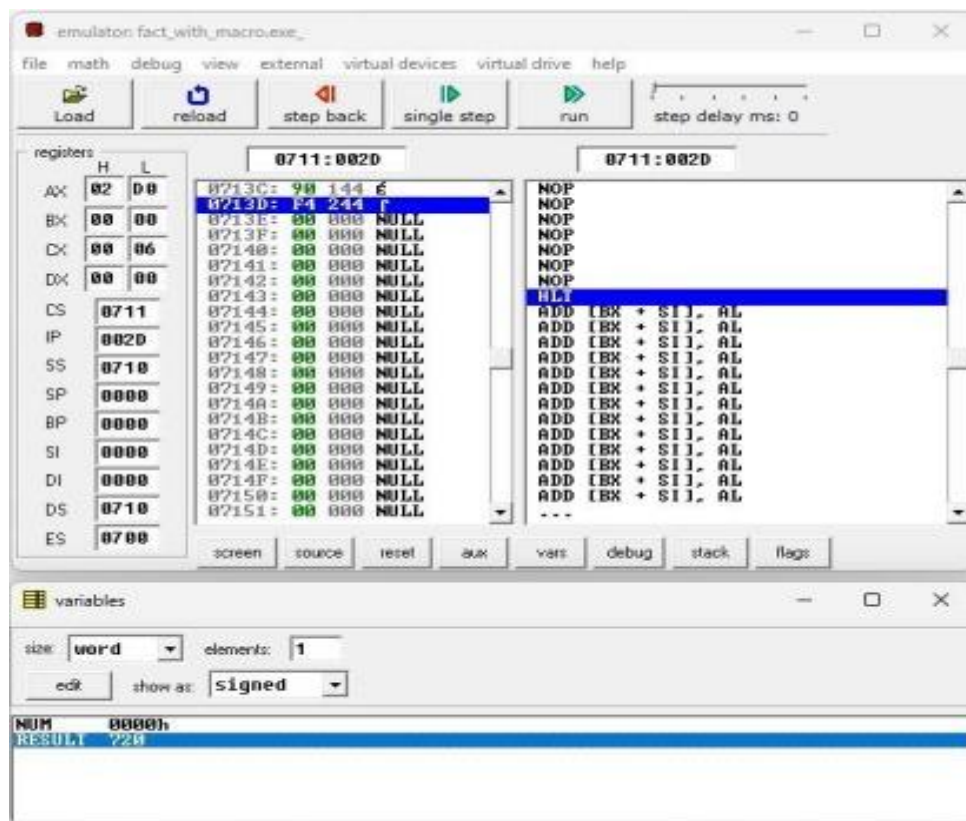 emulator: fact_with_macro.exe_
file math debug view external virtual devices virtual drive help
Load reload step back single step run step delay ms: 0
registers
H L
0711:002D 0711:002D
AX 02 D0
BX 00 00
CX 00 06
DX 00 00
CS 0711
IP 002D
SS 0710
SP 0000
BP 0000
SI 0000
DI 0000
DS 0710
ES 0700
0713C: 90 144 É
0713D: F4 244 ⌠
0713E: 00 000 NULL
0713F: 00 000 NULL
07140: 00 000 NULL
07141: 00 000 NULL
07142: 00 000 NULL
07143: 00 000 NULL
07144: 00 000 NULL
07145: 00 000 NULL
07146: 00 000 NULL
07147: 00 000 NULL
07148: 00 000 NULL
07149: 00 000 NULL
0714A: 00 000 NULL
0714B: 00 000 NULL
0714C: 00 000 NULL
0714D: 00 000 NULL
0714E: 00 000 NULL
0714F: 00 000 NULL
07150: 00 000 NULL
07151: 00 000 NULL
NOP
NOP
NOP
NOP
NOP
NOP
NOP
HLT
ADD [BX + SI], AL
ADD [BX + SI], AL
ADD [BX + SI], AL
ADD [BX + SI], AL
ADD [BX + SI], AL
ADD [BX + SI], AL
ADD [BX + SI], AL
ADD [BX + SI], AL
ADD [BX + SI], AL
ADD [BX + SI], AL
ADD [BX + SI], AL
ADD [BX + SI], AL
ADD [BX + SI], AL
...
screen source reset aux vars debug stack flags
variables
size: word elements: 1
edit show as: signed
NUM 0000h
RESULT 720